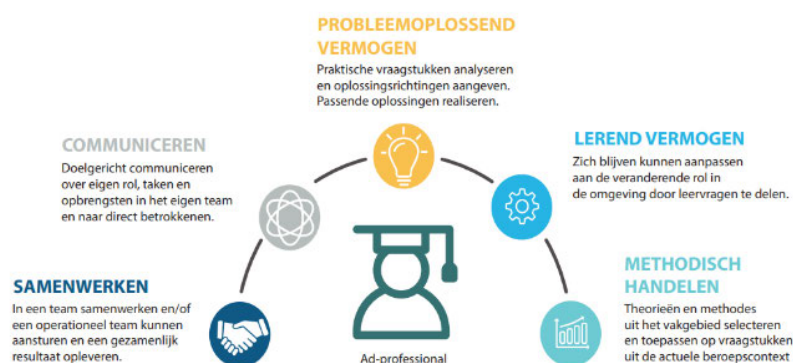 PROBLEEMOPLOSSEND
VERMOGEN
Praktische vraagstukken analyseren
en oplossingsrichtingen aangeven.
Passende oplossingen realiseren.
COMMUNICEREN
Doelgericht communiceren
over eigen rol, taken en
opbrengsten in het eigen team
en naar direct betrokkenen.
LEREND VERMOGEN
Zich blijven kunnen aanpassen
aan de veranderende rol in
de omgeving door leervragen te delen.
SAMENWERKEN
In een team samenwerken en/of
een operationeel team kunnen
aansturen en een gezamenlijk
resultaat opleveren.
METHODISCH
HANDELEN
Theorieën en methodes
uit het vakgebied selecteren
en toepassen op vraagstukken
uit de actuele beroepscontext
Ad-professional